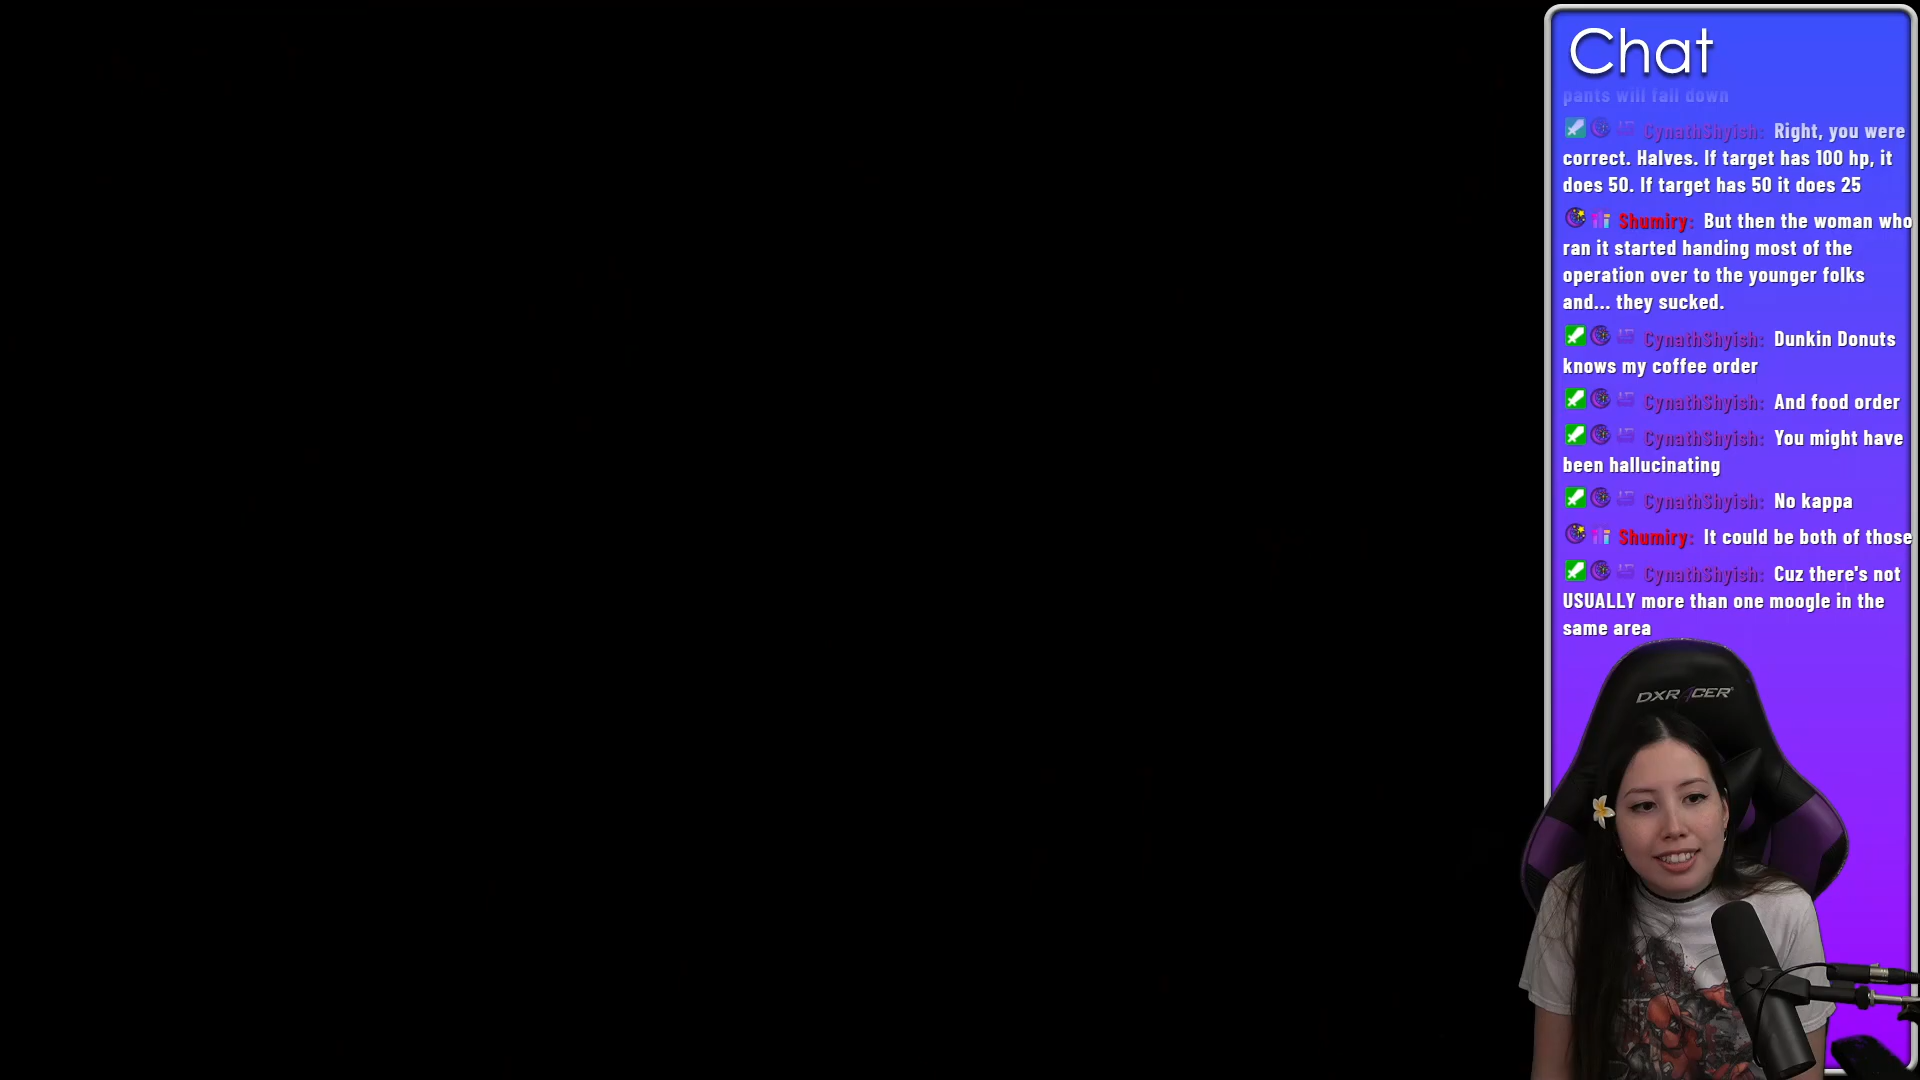 Chat
pants will fall down
CynathShyish: Right, you were
correct. Halves. If target has 100 hp, it
does 50. If target has 50 it does 25
Shumiry: But then the woman who
ran it started handing most of the
operation over to the younger folks
and... they sucked.
CynathShyish: Dunkin Donuts
knows my coffee order
CynathShyish: And food order
CynathShyish: You might have
been hallucinating
CynathShyish: No kappa
Shumiry: It could be both of those
CynathShyish: Cuz there's not
USUALLY more than one moogle in the
same area
DXRACER